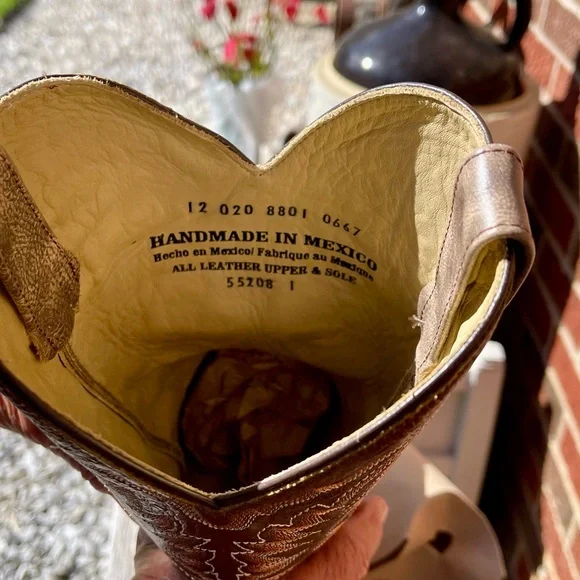 12 020 8801 0647
HANDMADE IN MEXICO
Hecho en Mexico/ Fabrique au Mexique
ALL LEATHER UPPER & SOLE
55208 1